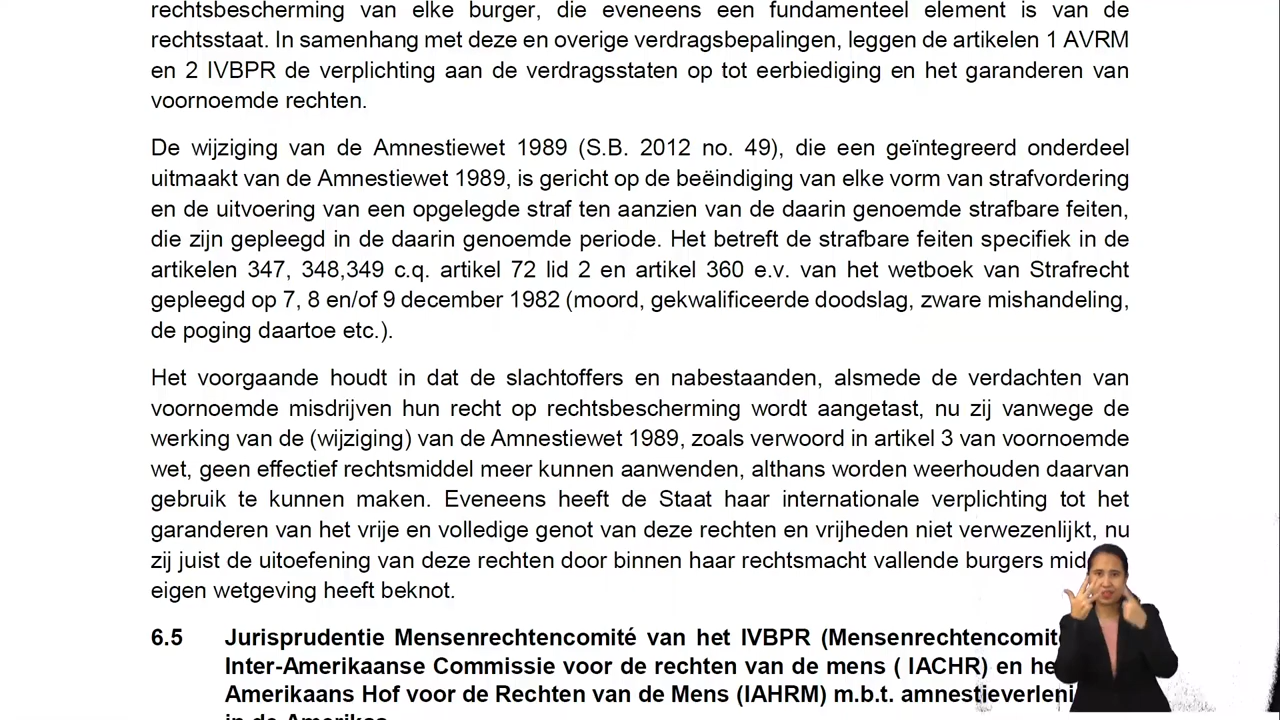 rechtsbescherming van elke burger, die eveneens een fundamenteel element is van de
rechtsstaat. In samenhang met deze en overige verdragsbepalingen, leggen de artikelen 1 AVRM
en 2 IVBPR de verplichting aan de verdragsstaten op tot eerbiediging en het garanderen van
voornoemde rechten.
De wijziging van de Amnestiewet 1989 (S.B. 2012 no. 49), die een geïntegreerd onderdeel
uitmaakt van de Amnestiewet 1989, is gericht op de beëindiging van elke vorm van strafvordering
en de uitvoering van een opgelegde straf ten aanzien van de daarin genoemde strafbare feiten,
die zijn gepleegd in de daarin genoemde periode. Het betreft de strafbare feiten specifiek in de
artikelen 347, 348,349 c.q. artikel 72 lid 2 en artikel 360 e.v. van het wetboek van Strafrecht
gepleegd op 7, 8 en/of 9 december 1982 (moord, gekwalificeerde doodslag, zware mishandeling,
de poging daartoe etc.).
Het voorgaande houdt in dat de slachtoffers en nabestaanden, alsmede de verdachten van
voornoemde misdrijven hun recht op rechtsbescherming wordt aangetast, nu zij vanwege de
werking van de (wijziging) van de Amnestiewet 1989, zoals verwoord in artikel 3 van voornoemde
wet, geen effectief rechtsmiddel meer kunnen aanwenden, althans worden weerhouden daarvan
gebruik te kunnen maken. Eveneens heeft de Staat haar internationale verplichting tot het
garanderen van het vrije en volledige genot van deze rechten en vrijheden niet verwezenlijkt, nu
zij juist de uitoefening van deze rechten door binnen haar rechtsmacht vallende burgers mid
eigen wetgeving heeft beknot.
6.5 Jurisprudentie Mensenrechtencomité van het IVBPR (Mensenrechtencomit
Inter-Amerikaanse Commissie voor de rechten van de mens ( IACHR) en he
Amerikaans Hof voor de Rechten van de Mens (IAHRM) m.b.t. amnestieverleni
in de Amerikas